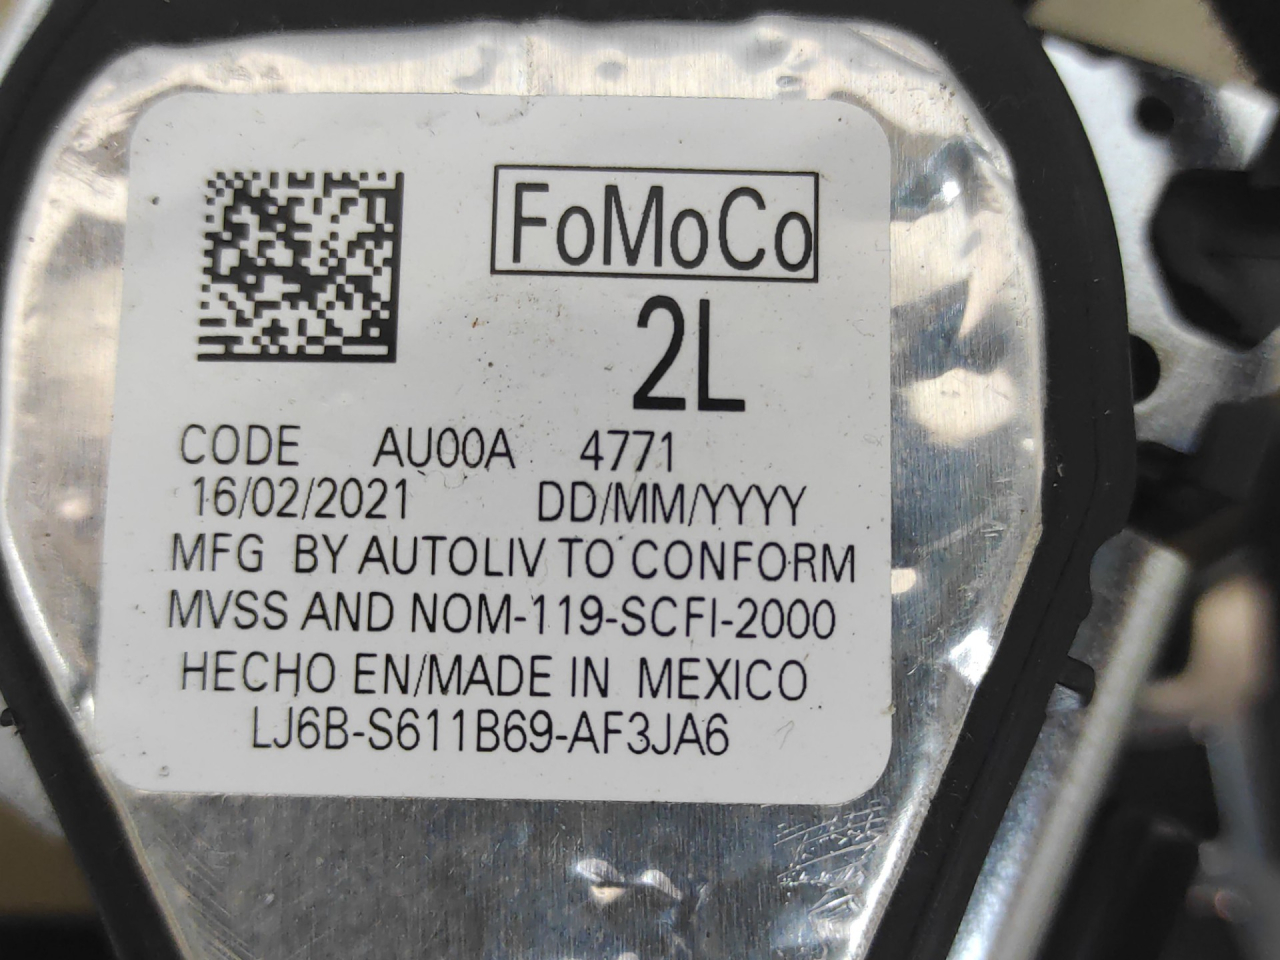 FoMoCo
2L
CODE AU00A 4771
16/02/2021 DD/MM/YYYY
MFG BY AUTOLIV TO CONFORM
MVSS AND NOM-119-SCFI-2000
HECHO EN/MADE IN MEXICO
LJ6B-S611B69-AF3JA6